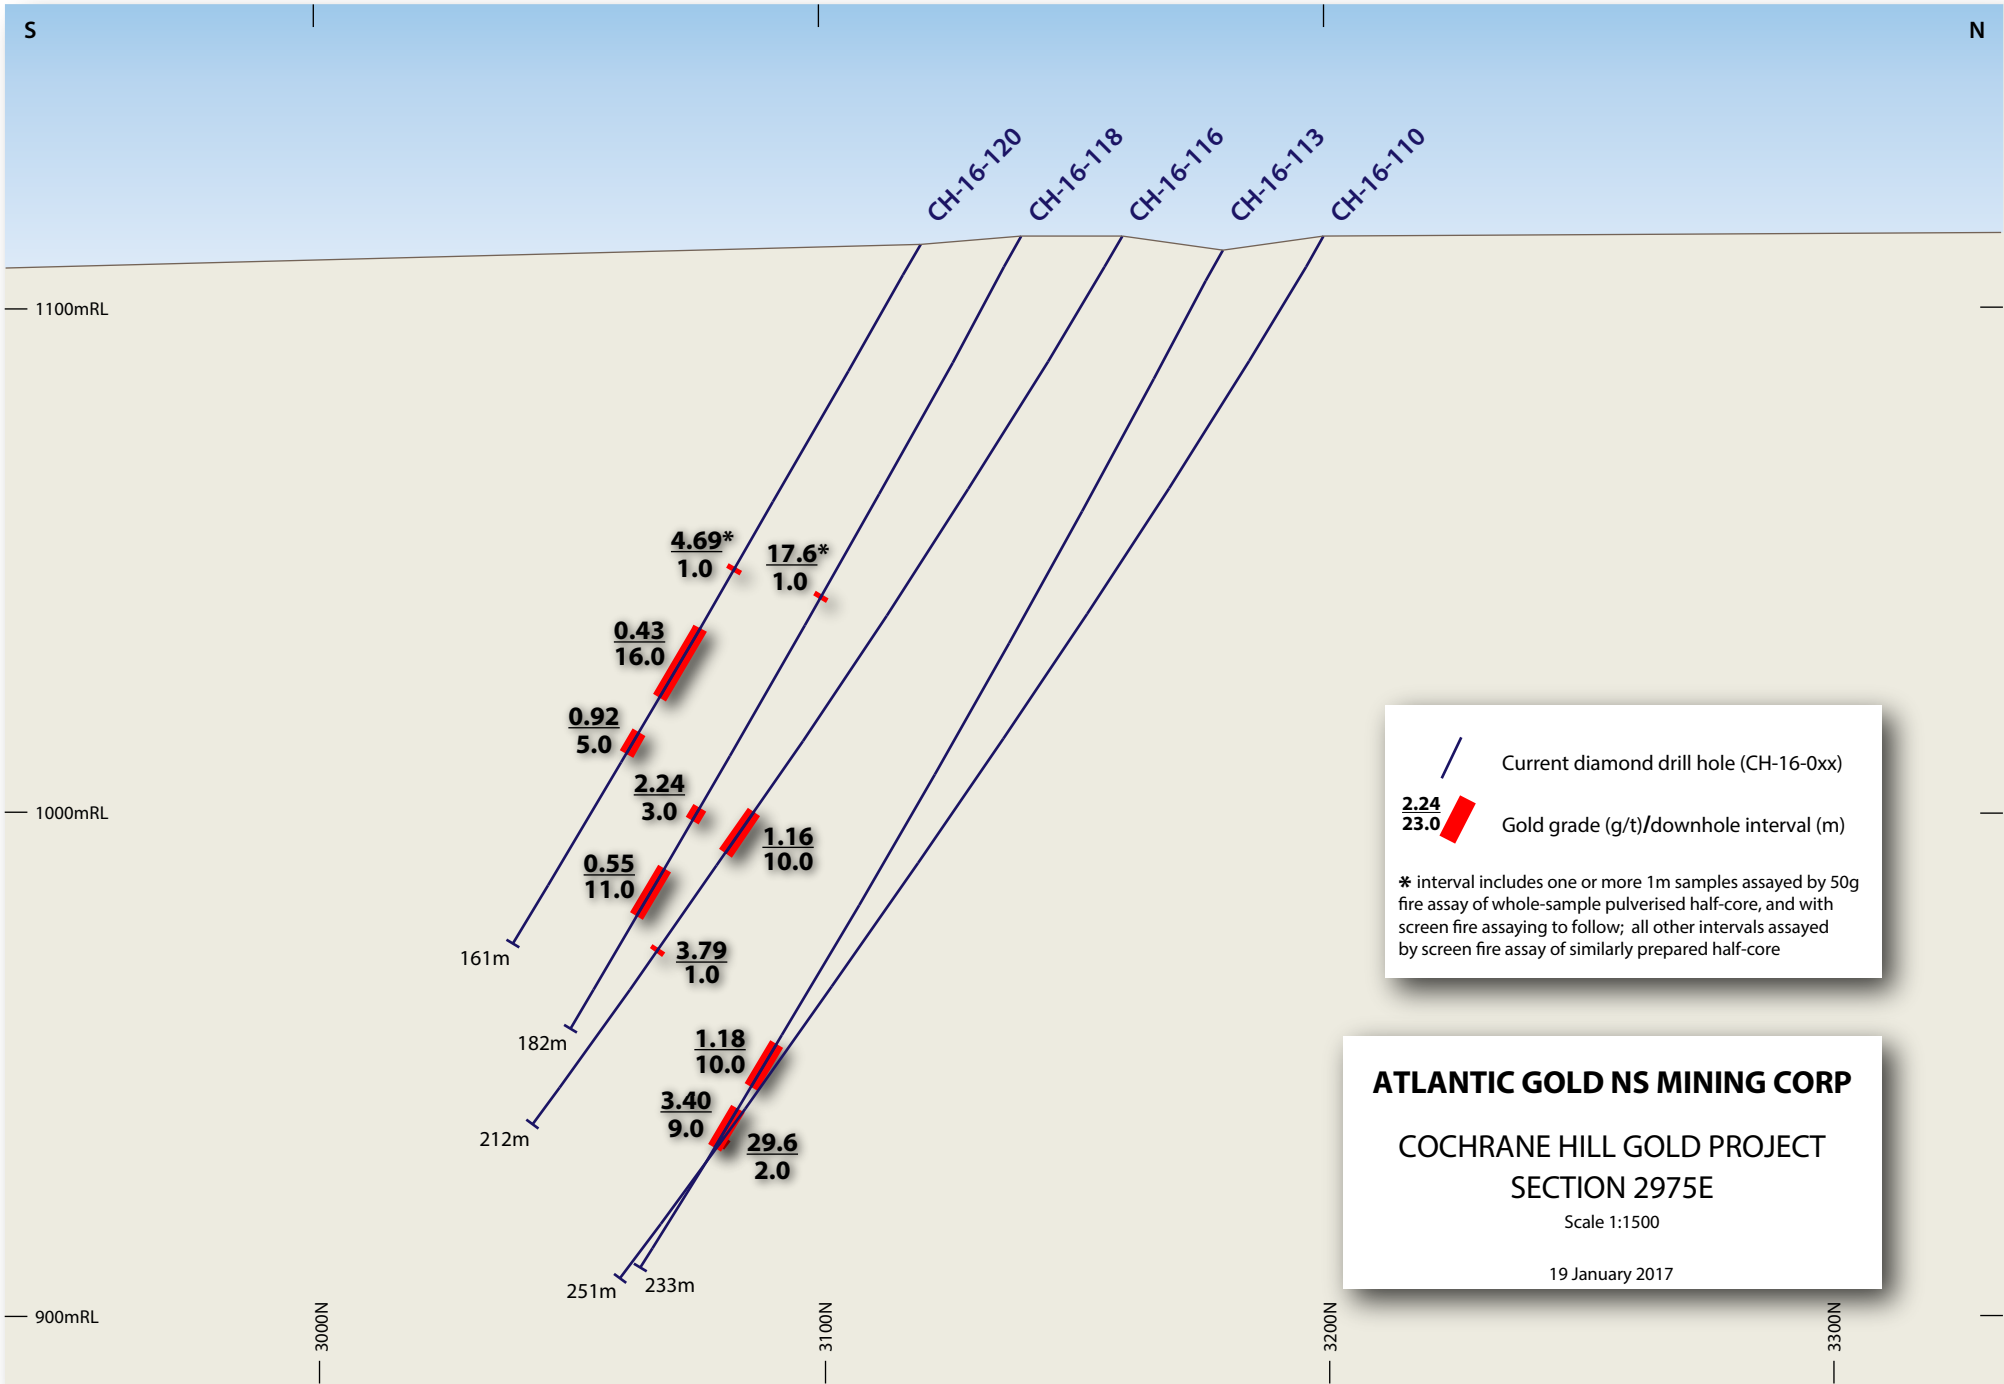 S
N
CH-16-120
CH-16-118
CH-16-116
CH-16-113
CH-16-110
1100mRL
4.69*
1.0
17.6*
1.0
0.43
16.0
0.92
5.0
2.24
3.0
1000mRL
1.16
10.0
0.55
11.0
3.79
1.0
161m
182m
1.18
10.0
3.40
9.0
29.6
2.0
212m
251m
233m
900mRL
3000N
3100N
3200N
3300N
Current diamond drill hole (CH-16-0xx)
2.24
23.0
Gold grade (g/t)/downhole interval (m)
* interval includes one or more 1m samples assayed by 50g
fire assay of whole-sample pulverised half-core, and with
screen fire assaying to follow; all other intervals assayed
by screen fire assay of similarly prepared half-core
ATLANTIC GOLD NS MINING CORP
COCHRANE HILL GOLD PROJECT
SECTION 2975E
Scale 1:1500
19 January 2017